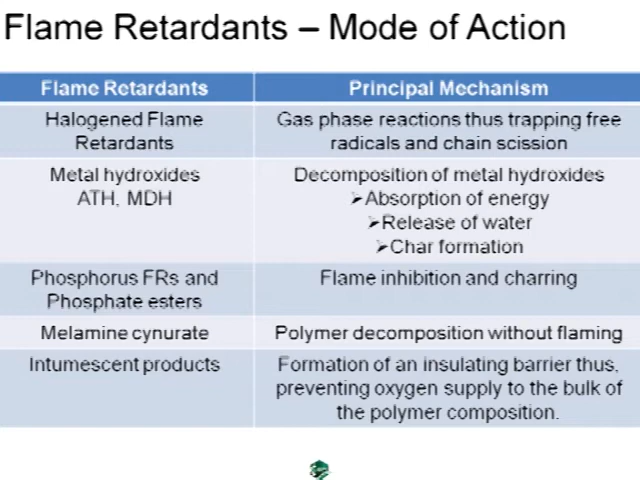 Flame Retardants – Mode of Action
Flame Retardants
Principal Mechanism
Halogened Flame
Retardants
Gas phase reactions thus trapping free
radicals and chain scission
Metal hydroxides
ATH, MDH
Decomposition of metal hydroxides
➢Absorption of energy
➢Release of water
➢Char formation
Phosphorus FRs and
Phosphate esters
Flame inhibition and charring
Melamine cynurate
Polymer decomposition without flaming
Intumescent products
Formation of an insulating barrier thus,
preventing oxygen supply to the bulk of
the polymer composition.